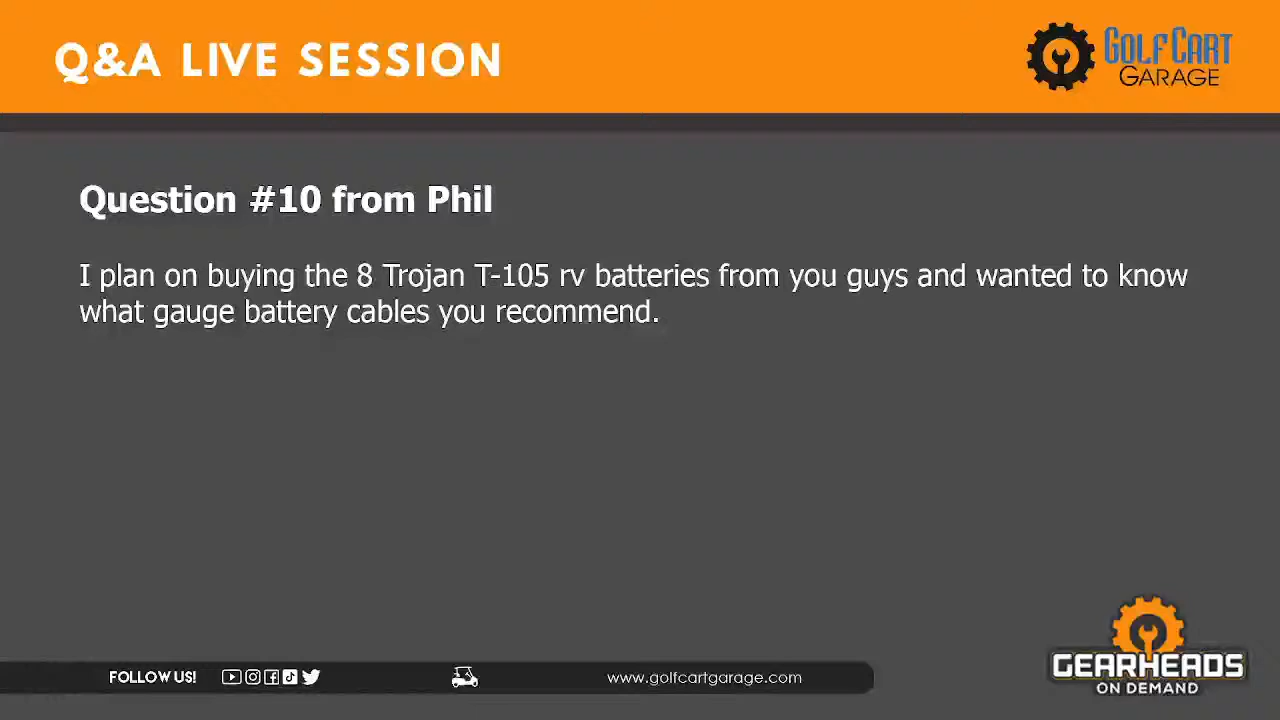 Q&A LIVE SESSION
GOLF CART
GARAGE
Question #10 from Phil
I plan on buying the 8 Trojan T-105 rv batteries from you guys and wanted to know
what gauge battery cables you recommend.
FOLLOW US!
www.golfcartgarage.com
GEARHEADS
ON DEMAND